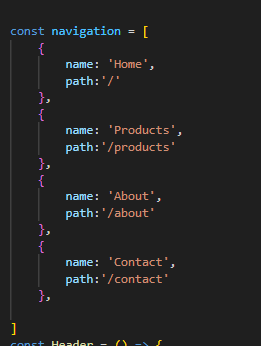 const navigation = [
    {
        name: 'Home',
        path:'/'
    },
    {
        name: 'Products',
        path:'/products'
    },
    {
        name: 'About',
        path:'/about'
    },
    {
        name: 'Contact',
        path:'/contact'
    },
]
const Header = () => {